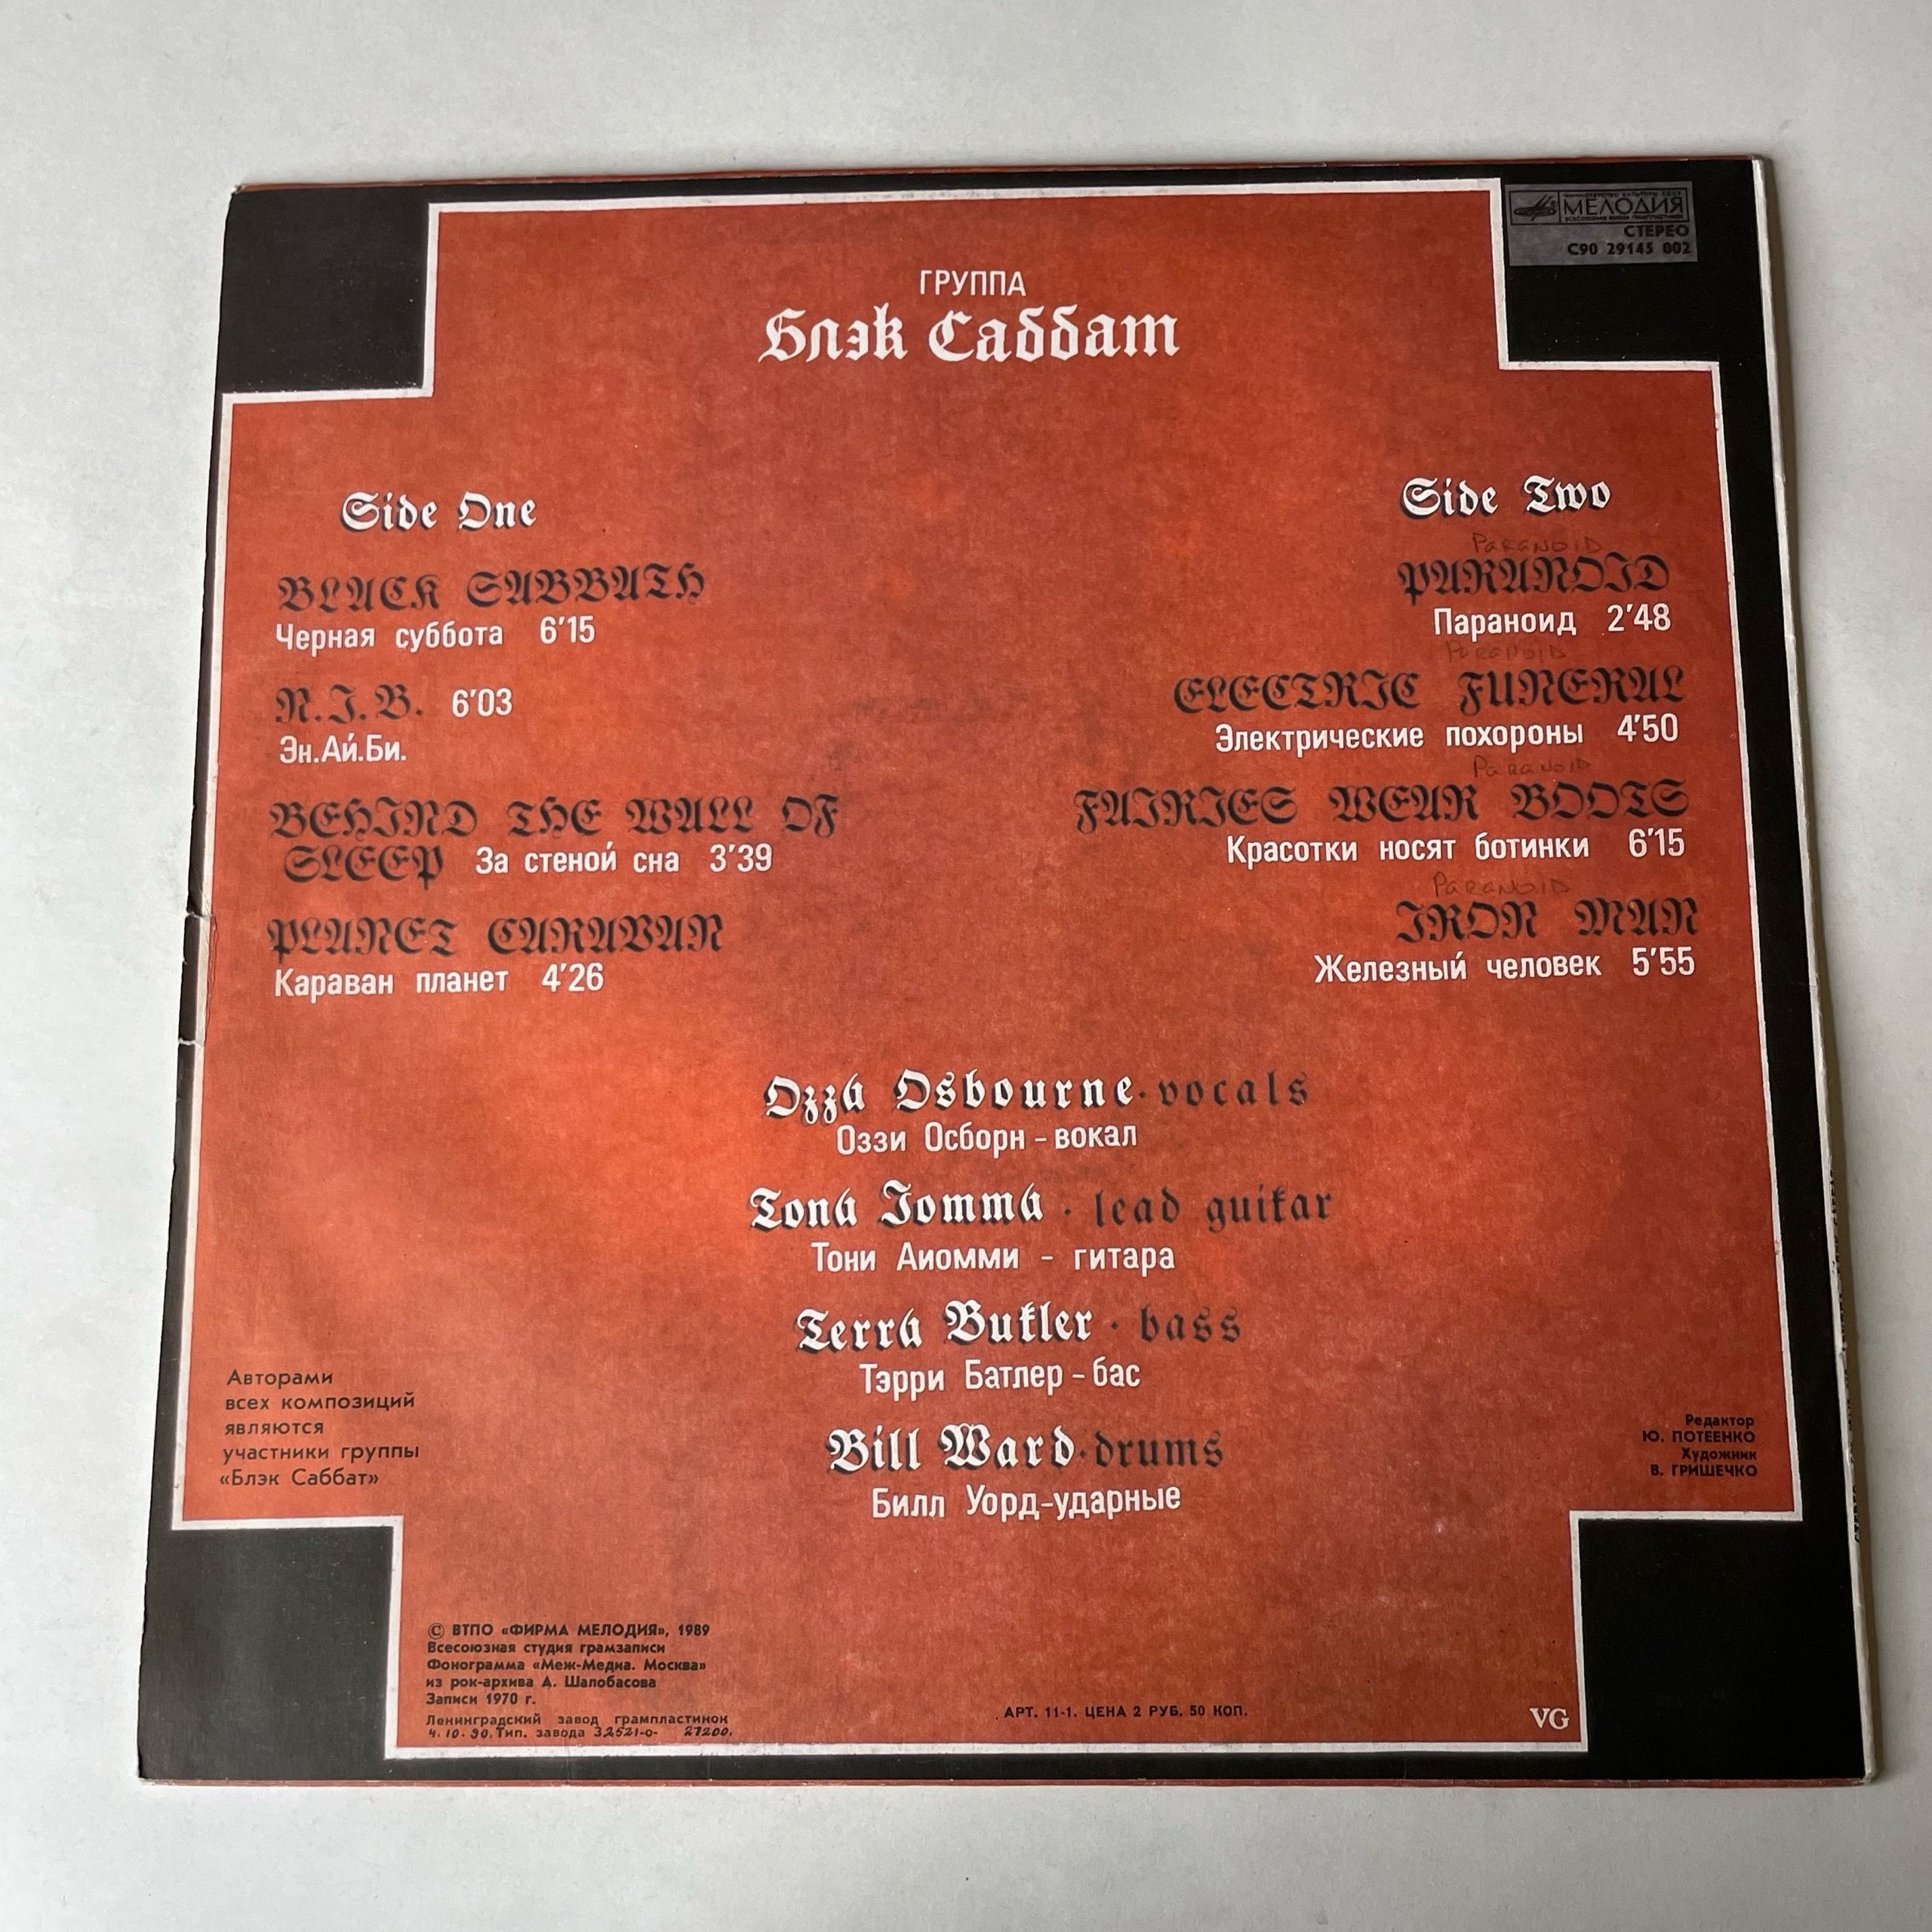 МЕЛОДИЯ
СТЕРЕО
С90 29145 002
ГРУППА
Блэк Саббат
Side One
BLACK SABBATH
Черная суббота 6'15
N.I.B. 6'03
Эн.Ай.Би.
BEHIND THE WALL OF
SLEEP За стеной сна 3'39
PLANET CARAVAN
Караван планет 4'26
Side Two
PARANOID
PARANOID
Параноид 2'48
PARANOID
ELECTRIC FUNERAL
Электрические похороны 4'50
PARANOID
FAIRIES WEAR BOOTS
Красотки носят ботинки 6'15
PARANOID
IRON MAN
Железный человек 5'55
Ozzy Osbourne · vocals
Оззи Осборн – вокал
Tony Iommy · lead guitar
Тони Аиомми – гитара
Terry Butler · bass
Тэрри Батлер – бас
Bill Ward · drums
Билл Уорд – ударные
Авторами
всех композиций
являются
участники группы
«Блэк Саббат»
Редактор
Ю. ПОТЕЕНКО
Художник
В. ГРИШЕЧКО
© ВТПО «ФИРМА МЕЛОДИЯ», 1989
Всесоюзная студия грамзаписи
Фонограмма «Меж-Медиа. Москва»
из рок-архива А. Шалобасова
Записи 1970 г.
Ленинградский завод грампластинок
4.10.90. Тип. завода З.2521-о- 27200.
АРТ. 11-1. ЦЕНА 2 РУБ. 50 КОП.
VG